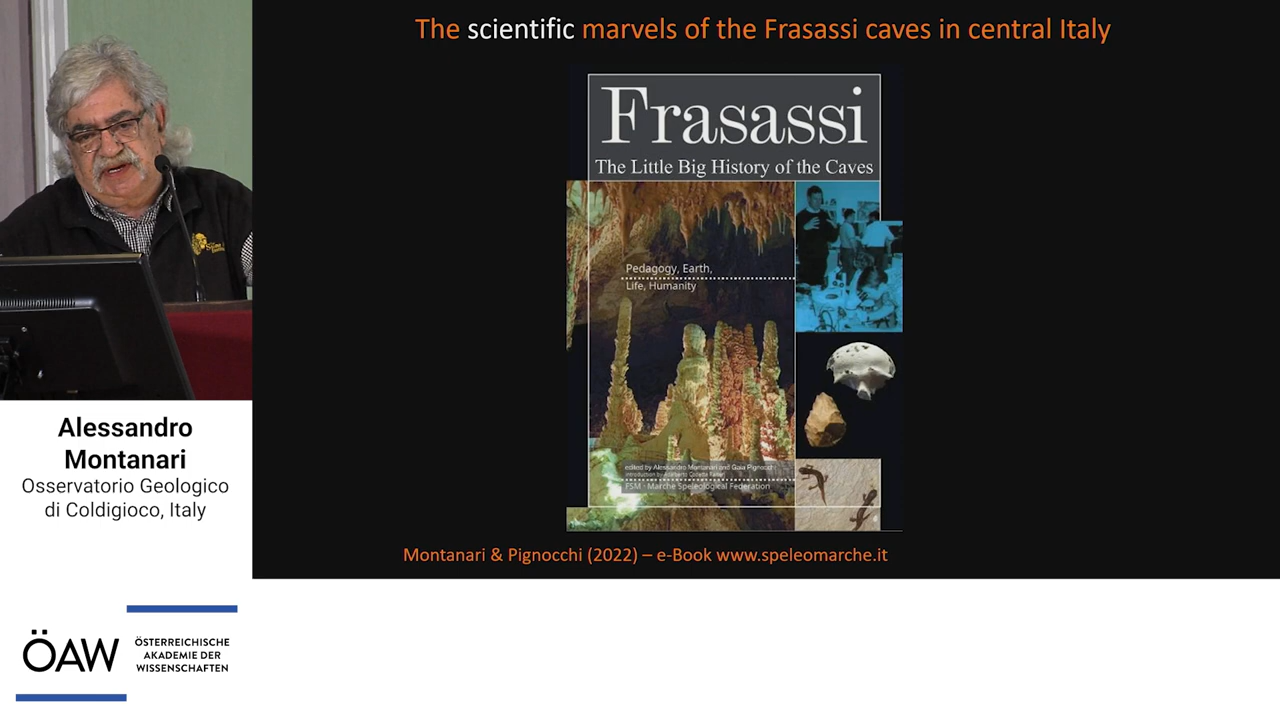 The scientific marvels of the Frasassi caves in central Italy
Frasassi
The Little Big History of the Caves
Pedagogy, Earth,
Life, Humanity
edited by Alessandro Montanari and Gaia Pignocchi
FSM - Marche Speleological Federation
Montanari & Pignocchi (2022) – e-Book www.speleomarche.it
Alessandro
Montanari
Osservatorio Geologico
di Coldigioco, Italy
ÖAW
ÖSTERREICHISCHE
AKADEMIE DER
WISSENSCHAFTEN